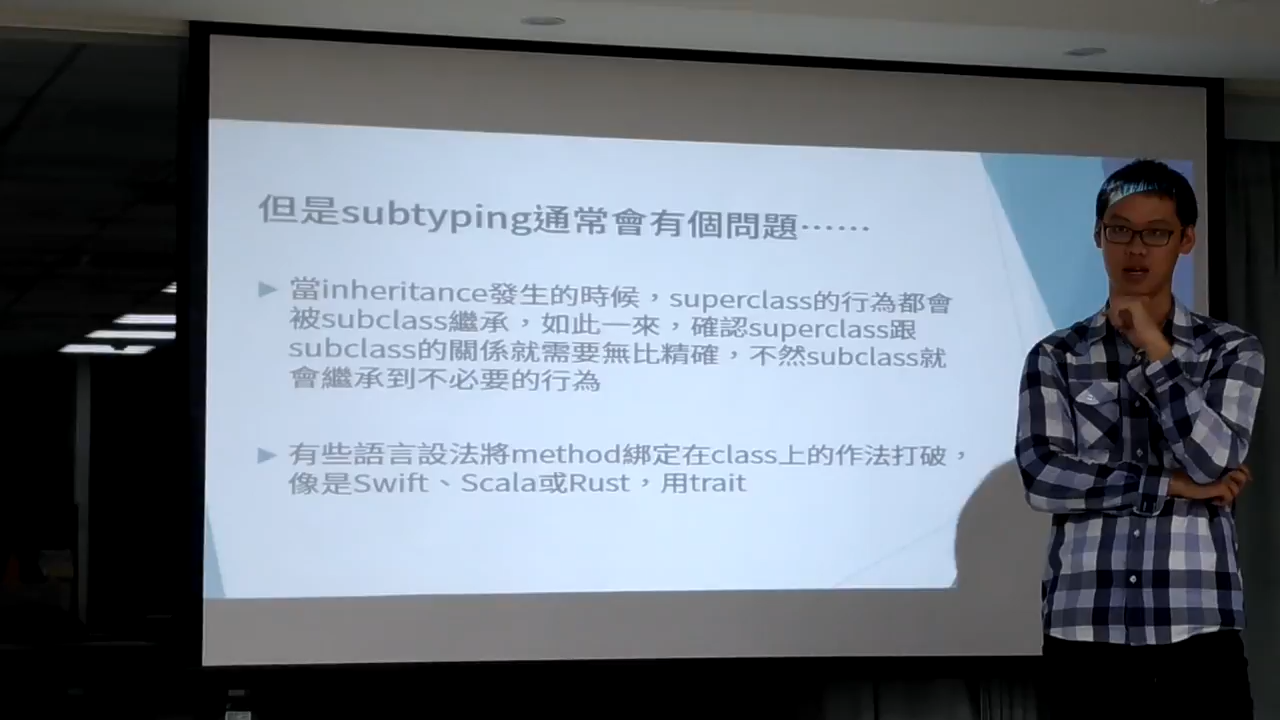 但是subtyping通常會有個問題……
當inheritance發生的時候，superclass的行為都會
被subclass繼承，如此一來，確認superclass跟
subclass的關係就需要無比精確，不然subclass就
會繼承到不必要的行為
有些語言設法將method綁定在class上的作法打破，
像是Swift、Scala或Rust，用trait